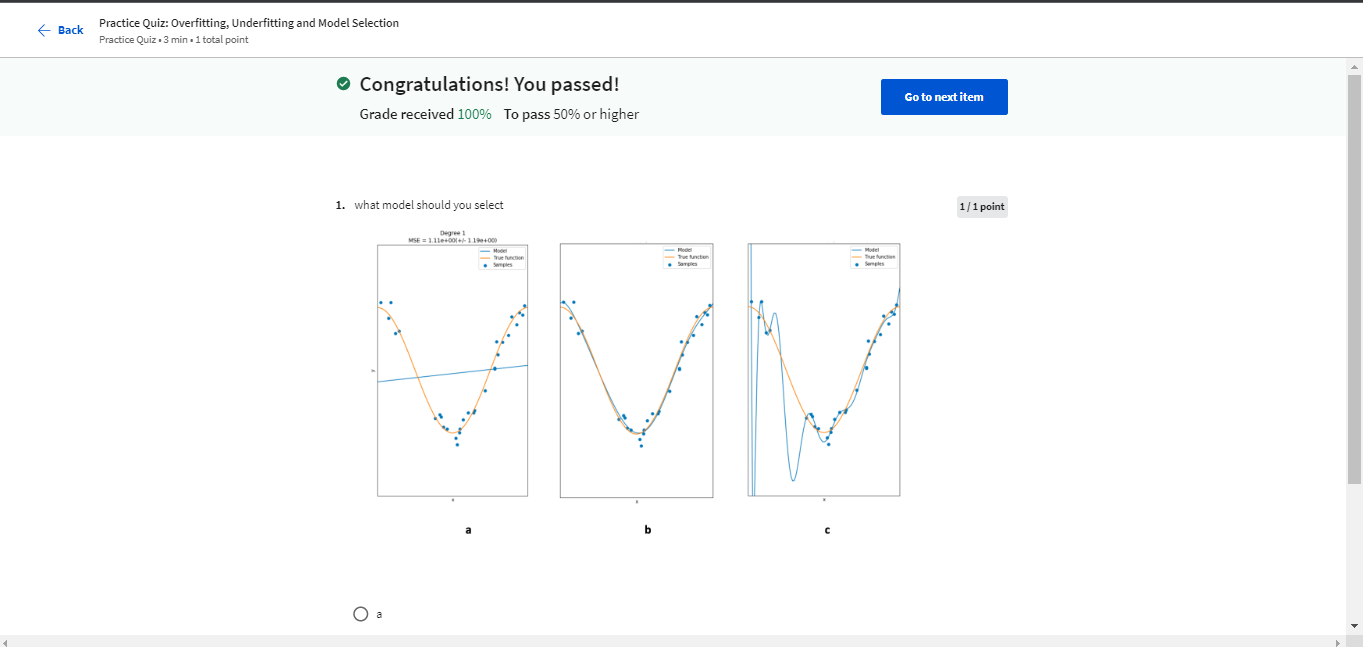 Back
Practice Quiz: Overfitting, Underfitting and Model Selection
Practice Quiz • 3 min • 1 total point
Congratulations! You passed!
Grade received 100% To pass 50% or higher
Go to next item
1. what model should you select
1 / 1 point
Degree 1
MSE = 1.11e+00(+/- 1.19e+00)
Model
True function
Samples
Model
True function
Samples
Model
True function
Samples
y
x
x
x
a
b
c
a